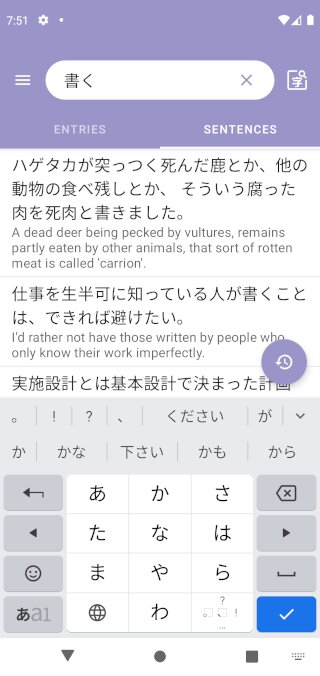 7:51
書く
ENTRIES
SENTENCES
ハゲタカが突っつく死んだ鹿とか、他の
動物の食べ残しとか、 そういう腐った
肉を死肉と書きました。
A dead deer being pecked by vultures, remains
partly eaten by other animals, that sort of rotten
meat is called 'carrion'.
仕事を生半可に知っている人が書くこと
は、できれば避けたい。
I'd rather not have those written by people who
only know their work imperfectly.
実施設計とは基本設計で決まった計画
。 ! ? 、 ください が
か かな 下さい かも から
あ か さ
た な は
ま や ら
あa1 わ 。、?!…